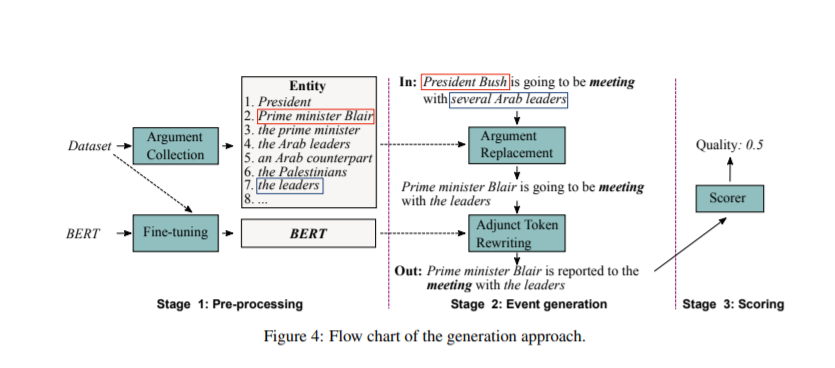 Entity
1. President
2. Prime minister Blair
3. the prime minister
4. the Arab leaders
5. an Arab counterpart
6. the Palestinians
7. the leaders
8. ...
Dataset
Argument
Collection
BERT
Fine-tuning
BERT
Stage 1: Pre-processing
In: President Bush is going to be meeting
with several Arab leaders
Argument
Replacement
Prime minister Blair is going to be meeting
with the leaders
Adjunct Token
Rewriting
Out: Prime minister Blair is reported to the
meeting with the leaders
Stage 2: Event generation
Quality: 0.5
Scorer
Stage 3: Scoring
Figure 4: Flow chart of the generation approach.